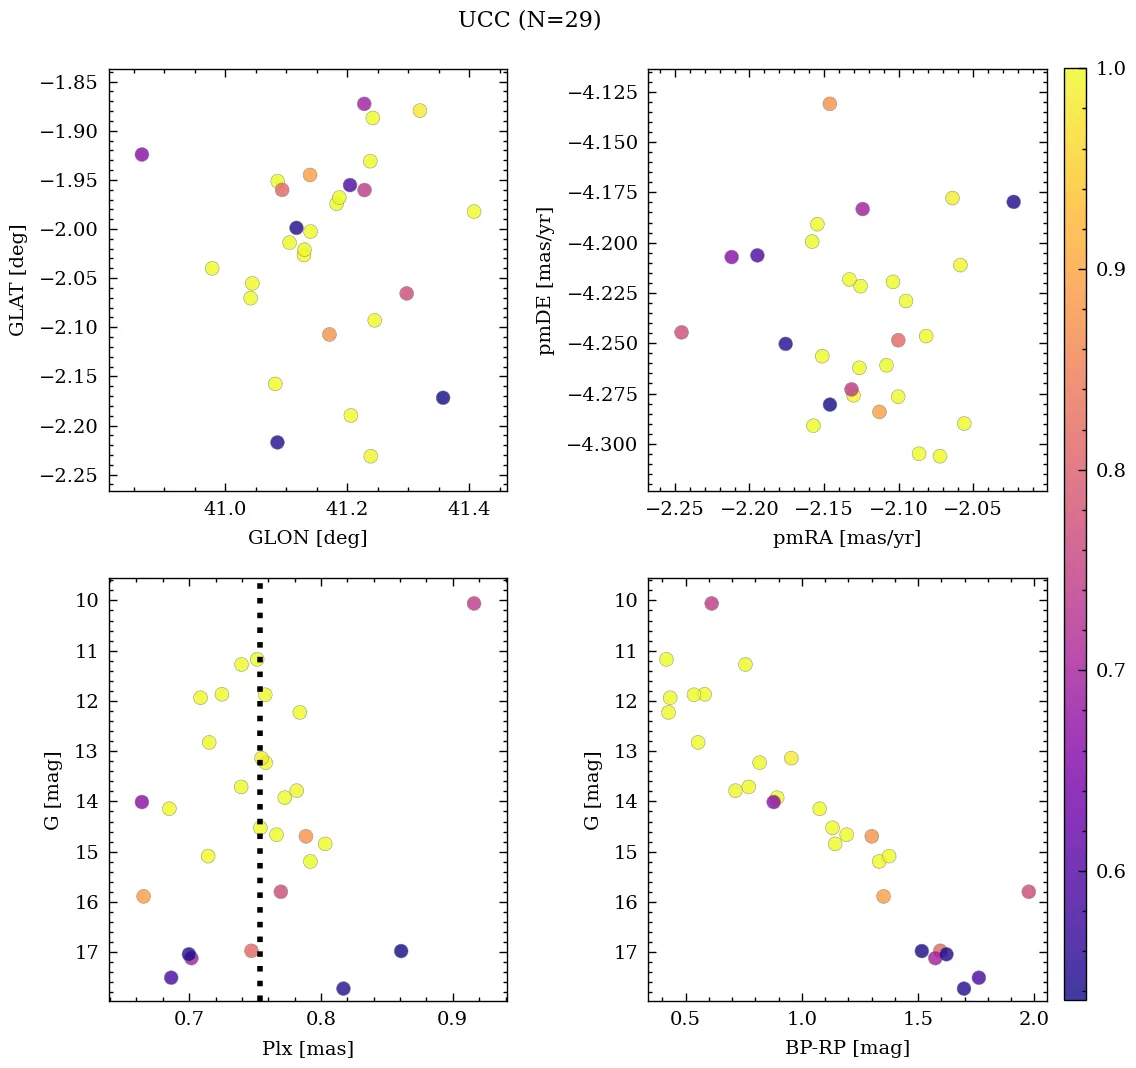 UCC (N=29)
−1.85
−1.90
−1.95
−2.00
−2.05
−2.10
−2.15
−2.20
−2.25
GLAT [deg]
41.0 41.2 41.4
GLON [deg]
−4.125
−4.150
−4.175
−4.200
−4.225
−4.250
−4.275
−4.300
pmDE [mas/yr]
−2.25 −2.20 −2.15 −2.10 −2.05
pmRA [mas/yr]
10
11
12
13
14
15
16
17
G [mag]
0.7 0.8 0.9
Plx [mas]
10
11
12
13
14
15
16
17
G [mag]
0.5 1.0 1.5 2.0
BP-RP [mag]
1.0
0.9
0.8
0.7
0.6